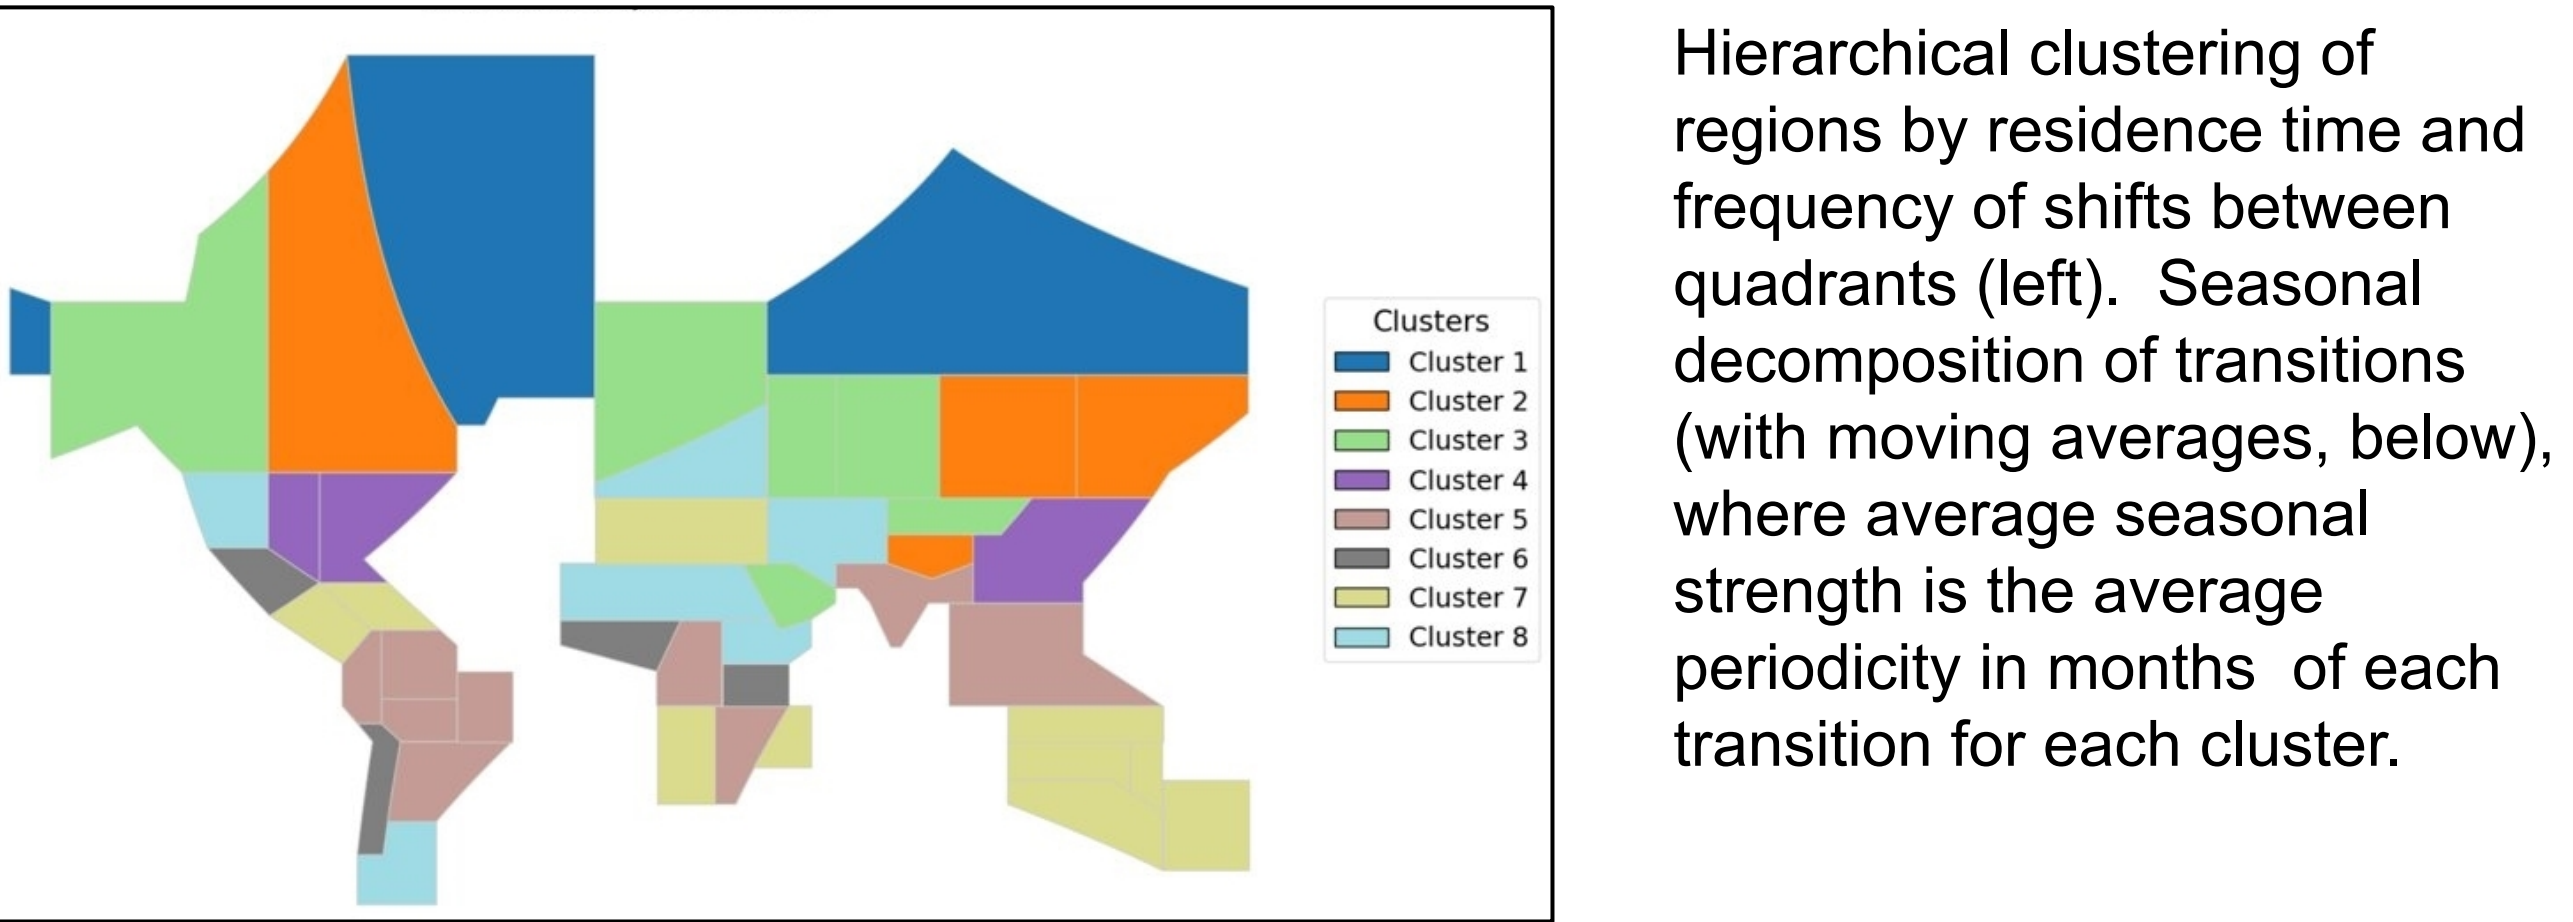 Clusters
Cluster 1
Cluster 2
Cluster 3
Cluster 4
Cluster 5
Cluster 6
Cluster 7
Cluster 8
Hierarchical clustering of
regions by residence time and
frequency of shifts between
quadrants (left).  Seasonal
decomposition of transitions
(with moving averages, below),
where average seasonal
strength is the average
periodicity in months  of each
transition for each cluster.